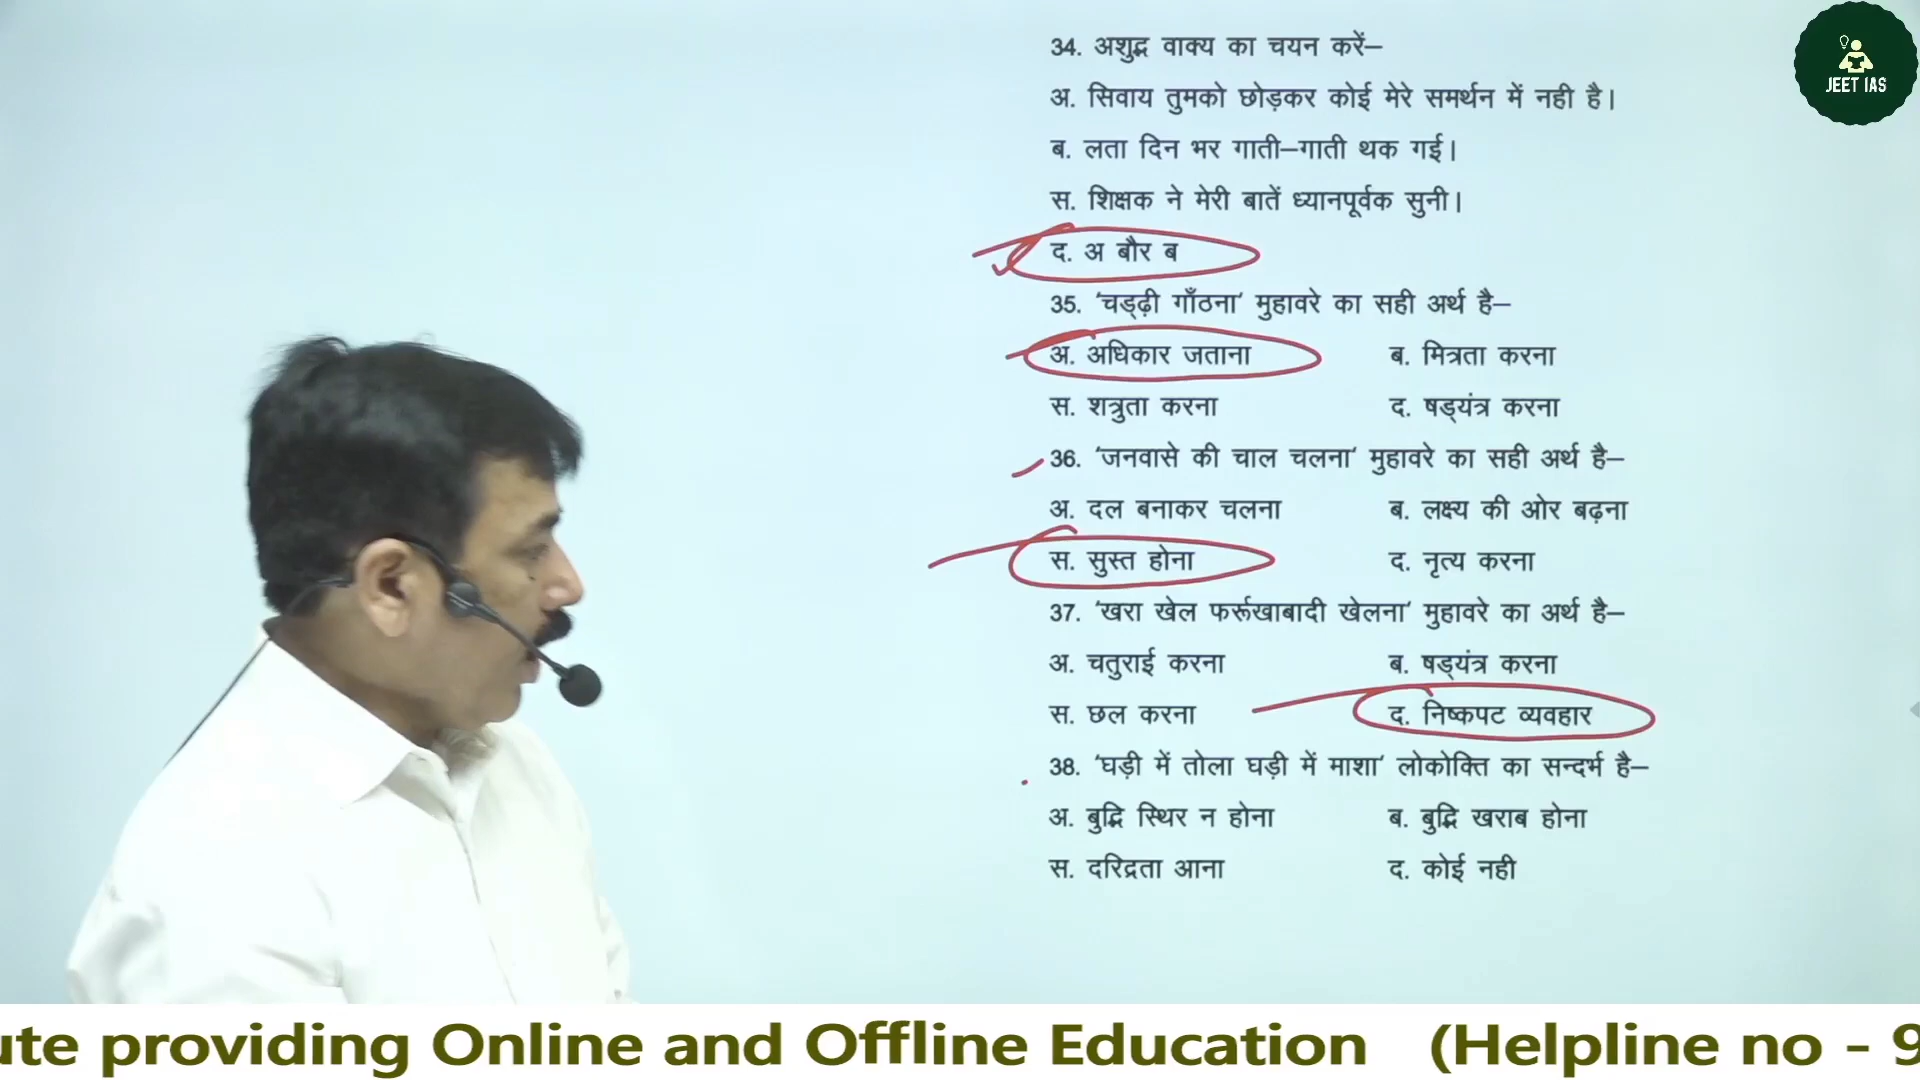 JEET IAS
34. अशुद्ध वाक्य का चयन करें–
अ. सिवाय तुमको छोड़कर कोई मेरे समर्थन में नही है।
ब. लता दिन भर गाती–गाती थक गई।
स. शिक्षक ने मेरी बातें ध्यानपूर्वक सुनी।
द. अ बौर ब
35. 'चड्ढ़ी गाँठना' मुहावरे का सही अर्थ है–
अ. अधिकार जताना ब. मित्रता करना
स. शत्रुता करना द. षड्यंत्र करना
36. 'जनवासे की चाल चलना' मुहावरे का सही अर्थ है–
अ. दल बनाकर चलना ब. लक्ष्य की ओर बढ़ना
स. सुस्त होना द. नृत्य करना
37. 'खरा खेल फर्रूखाबादी खेलना' मुहावरे का अर्थ है–
अ. चतुराई करना ब. षड्यंत्र करना
स. छल करना द. निष्कपट व्यवहार
38. 'घड़ी में तोला घड़ी में माशा' लोकोक्ति का सन्दर्भ है–
अ. बुद्धि स्थिर न होना ब. बुद्धि खराब होना
स. दरिद्रता आना द. कोई नही
ute providing Online and Offline Education (Helpline no - 9